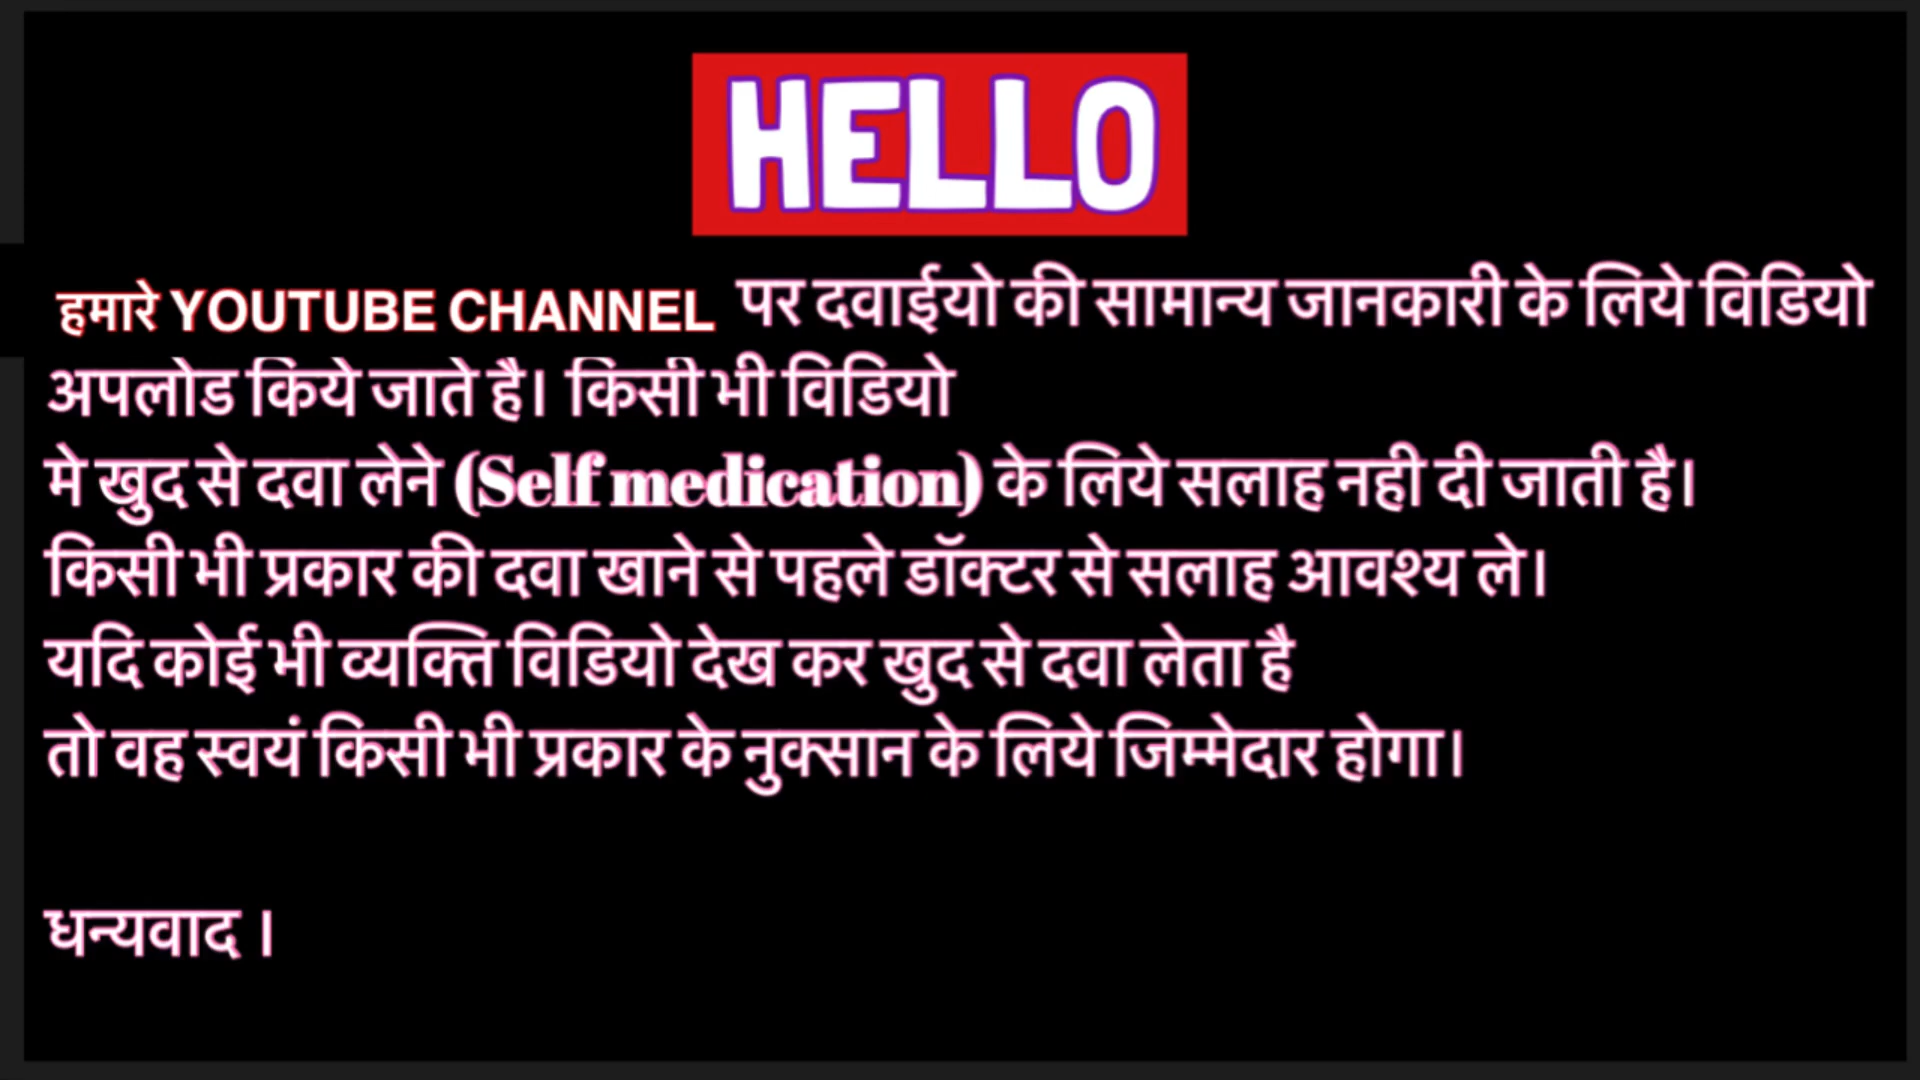 HELLO
हमारे YOUTUBE CHANNEL पर दवाईयो की सामान्य जानकारी के लिये विडियो
अपलोड किये जाते है। किसी भी विडियो
मे खुद से दवा लेने (Self medication) के लिये सलाह नही दी जाती है।
किसी भी प्रकार की दवा खाने से पहले डॉक्टर से सलाह आवश्य ले।
यदि कोई भी व्यक्ति विडियो देख कर खुद से दवा लेता है
तो वह स्वयं किसी भी प्रकार के नुक्सान के लिये जिम्मेदार होगा।
धन्यवाद ।